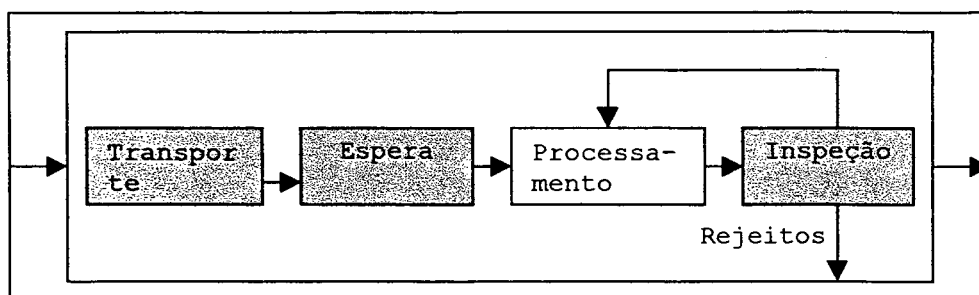 Transpor
te
Espera
Processa-
mento
Inspeção
Rejeitos